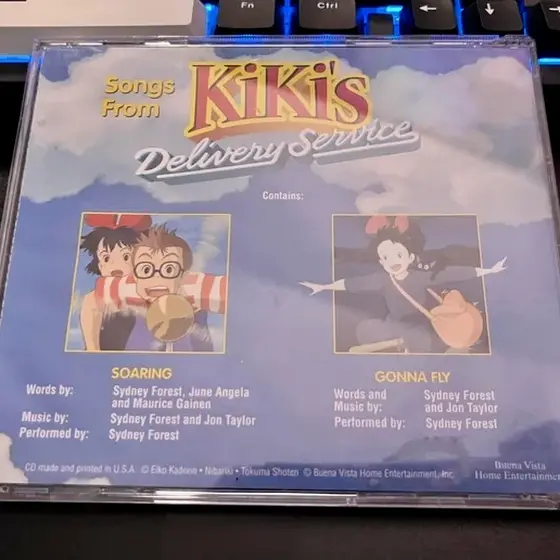 Fn
Ctrl
Songs
From
KiKi's
Delivery Service
Contains:
SOARING
Words by: Sydney Forest, June Angela
and Maurice Gainen
Music by: Sydney Forest and Jon Taylor
Performed by: Sydney Forest
GONNA FLY
Words and Sydney Forest
Music by: and Jon Taylor
Performed by: Sydney Forest
CD made and printed in U.S.A. © Eiko Kadono • Nibariki • Tokuma Shoten © Buena Vista Home Entertainment, Inc.
Buena Vista
Home Entertainment